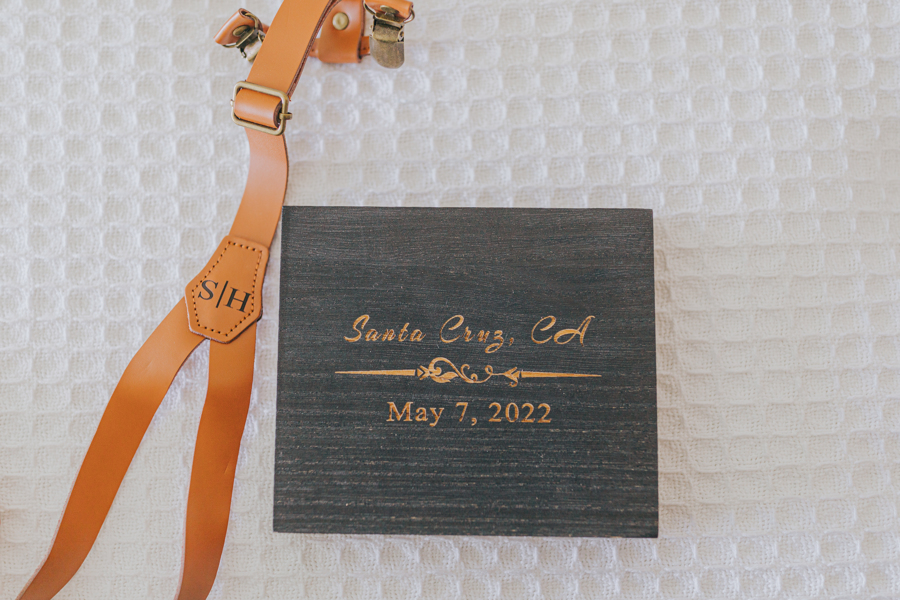 S|H
Santa Cruz, CA
May 7, 2022